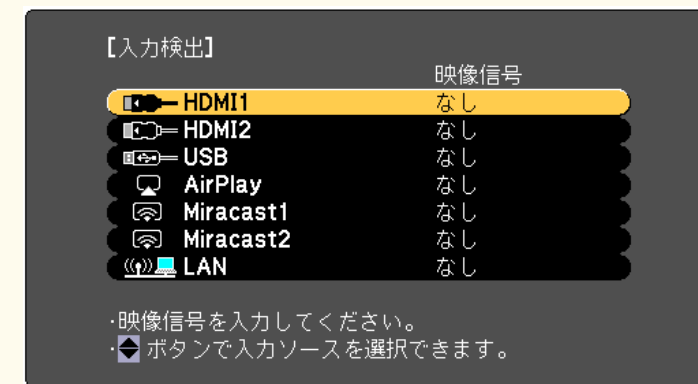 【入力検出】
映像信号
HDMI1 なし
HDMI2 なし
USB なし
AirPlay なし
Miracast1 なし
Miracast2 なし
LAN なし
·映像信号を入力してください。
·ボタンで入力ソースを選択できます。